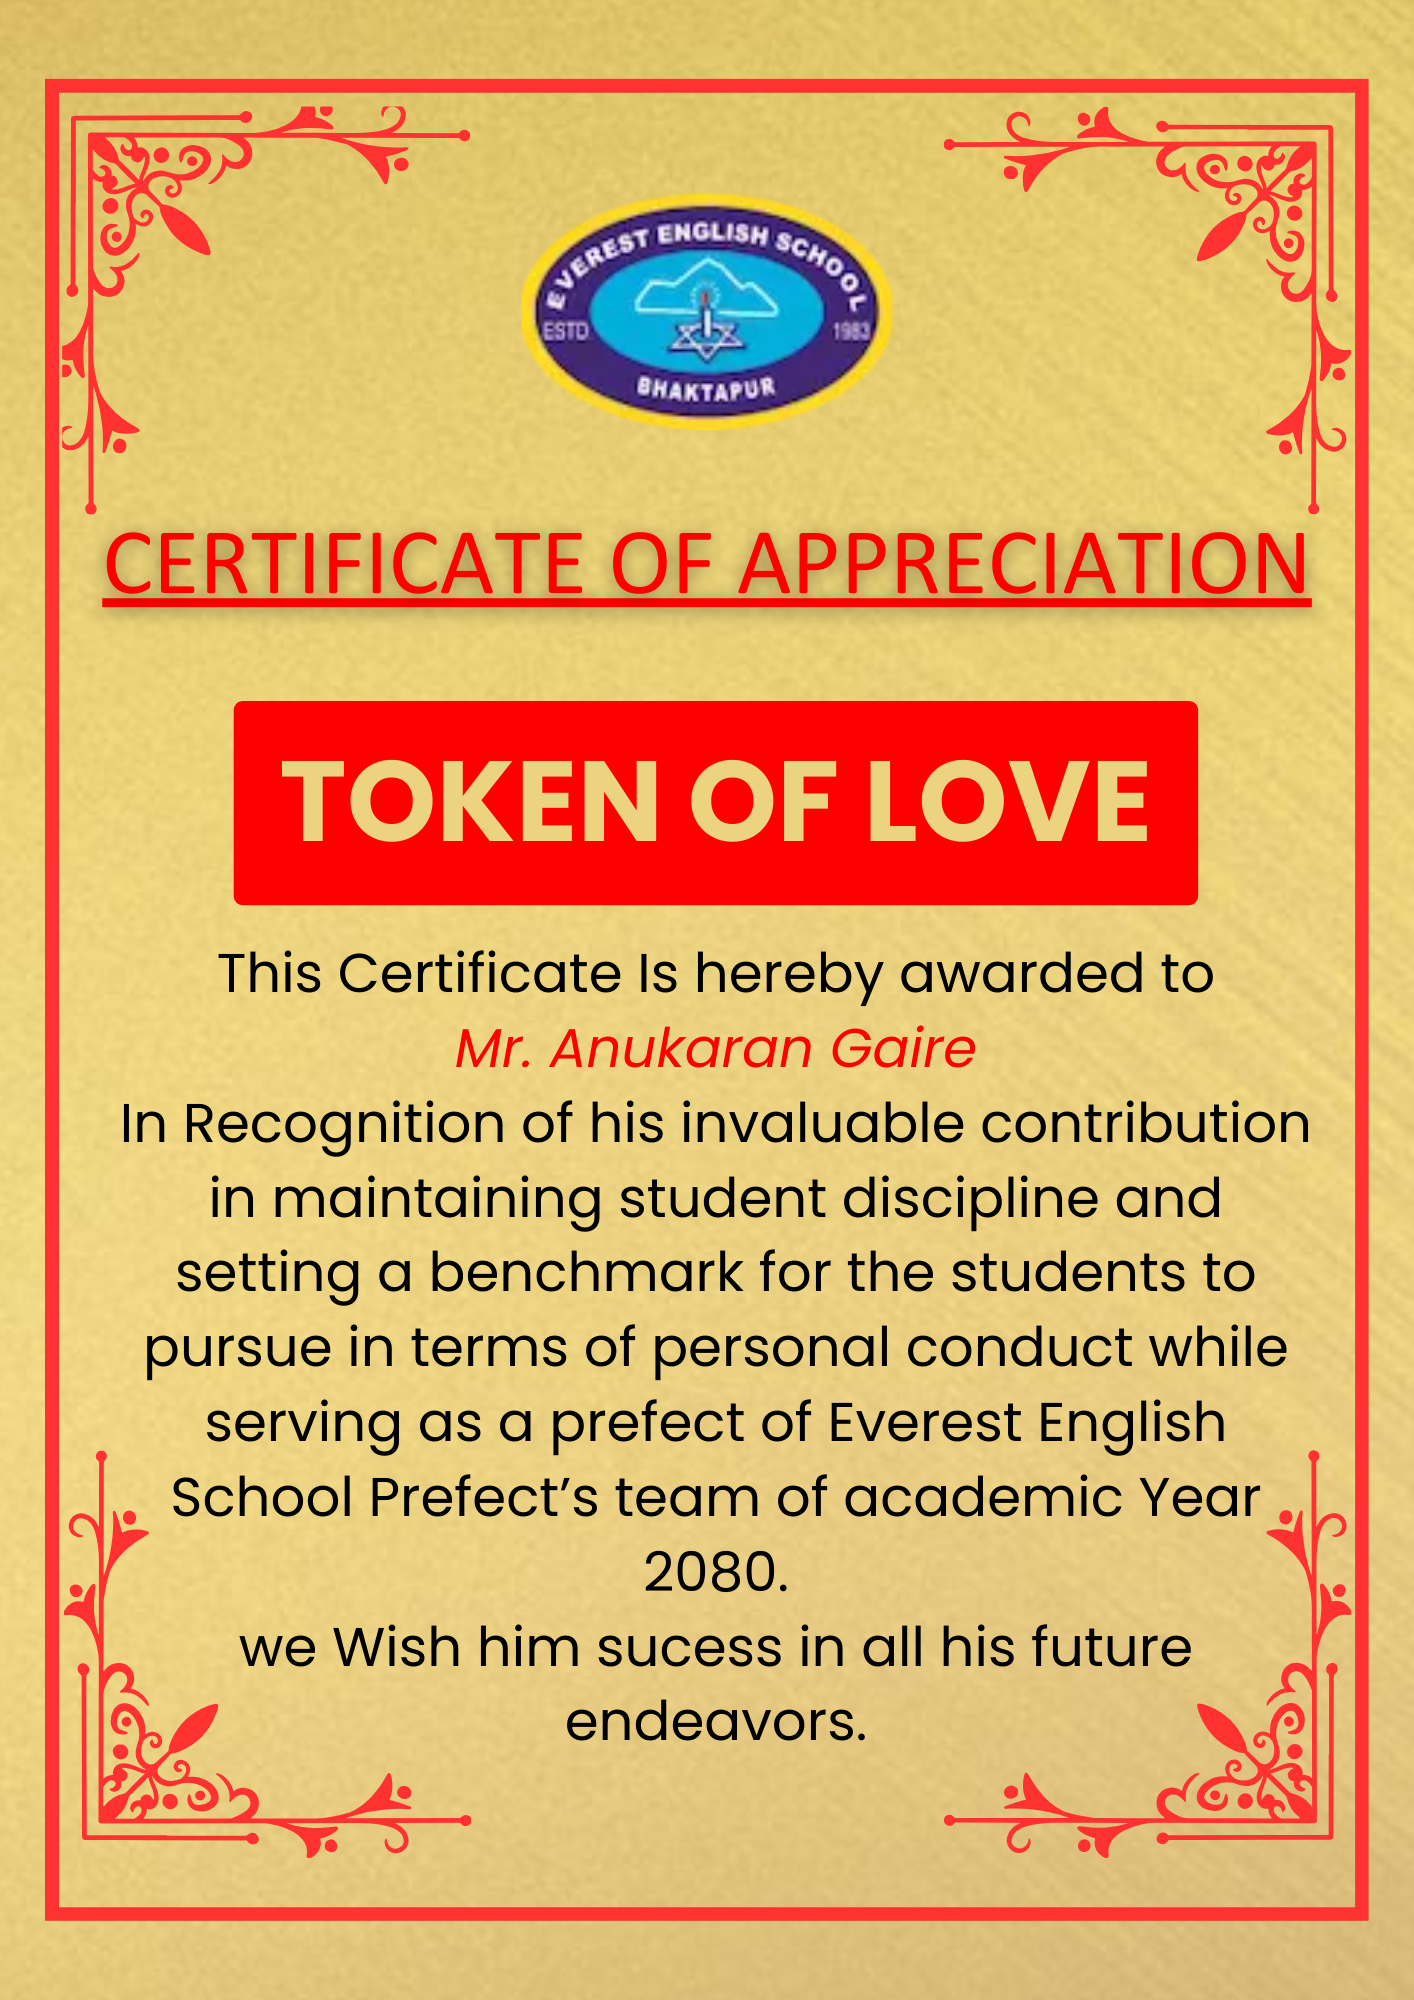 EVEREST ENGLISH SCHOOL
ESTD 1983
BHAKTAPUR
CERTIFICATE OF APPRECIATION
TOKEN OF LOVE
This Certificate Is hereby awarded to
Mr. Anukaran Gaire
In Recognition of his invaluable contribution
in maintaining student discipline and
setting a benchmark for the students to
pursue in terms of personal conduct while
serving as a prefect of Everest English
School Prefect’s team of academic Year
2080.
we Wish him sucess in all his future
endeavors.